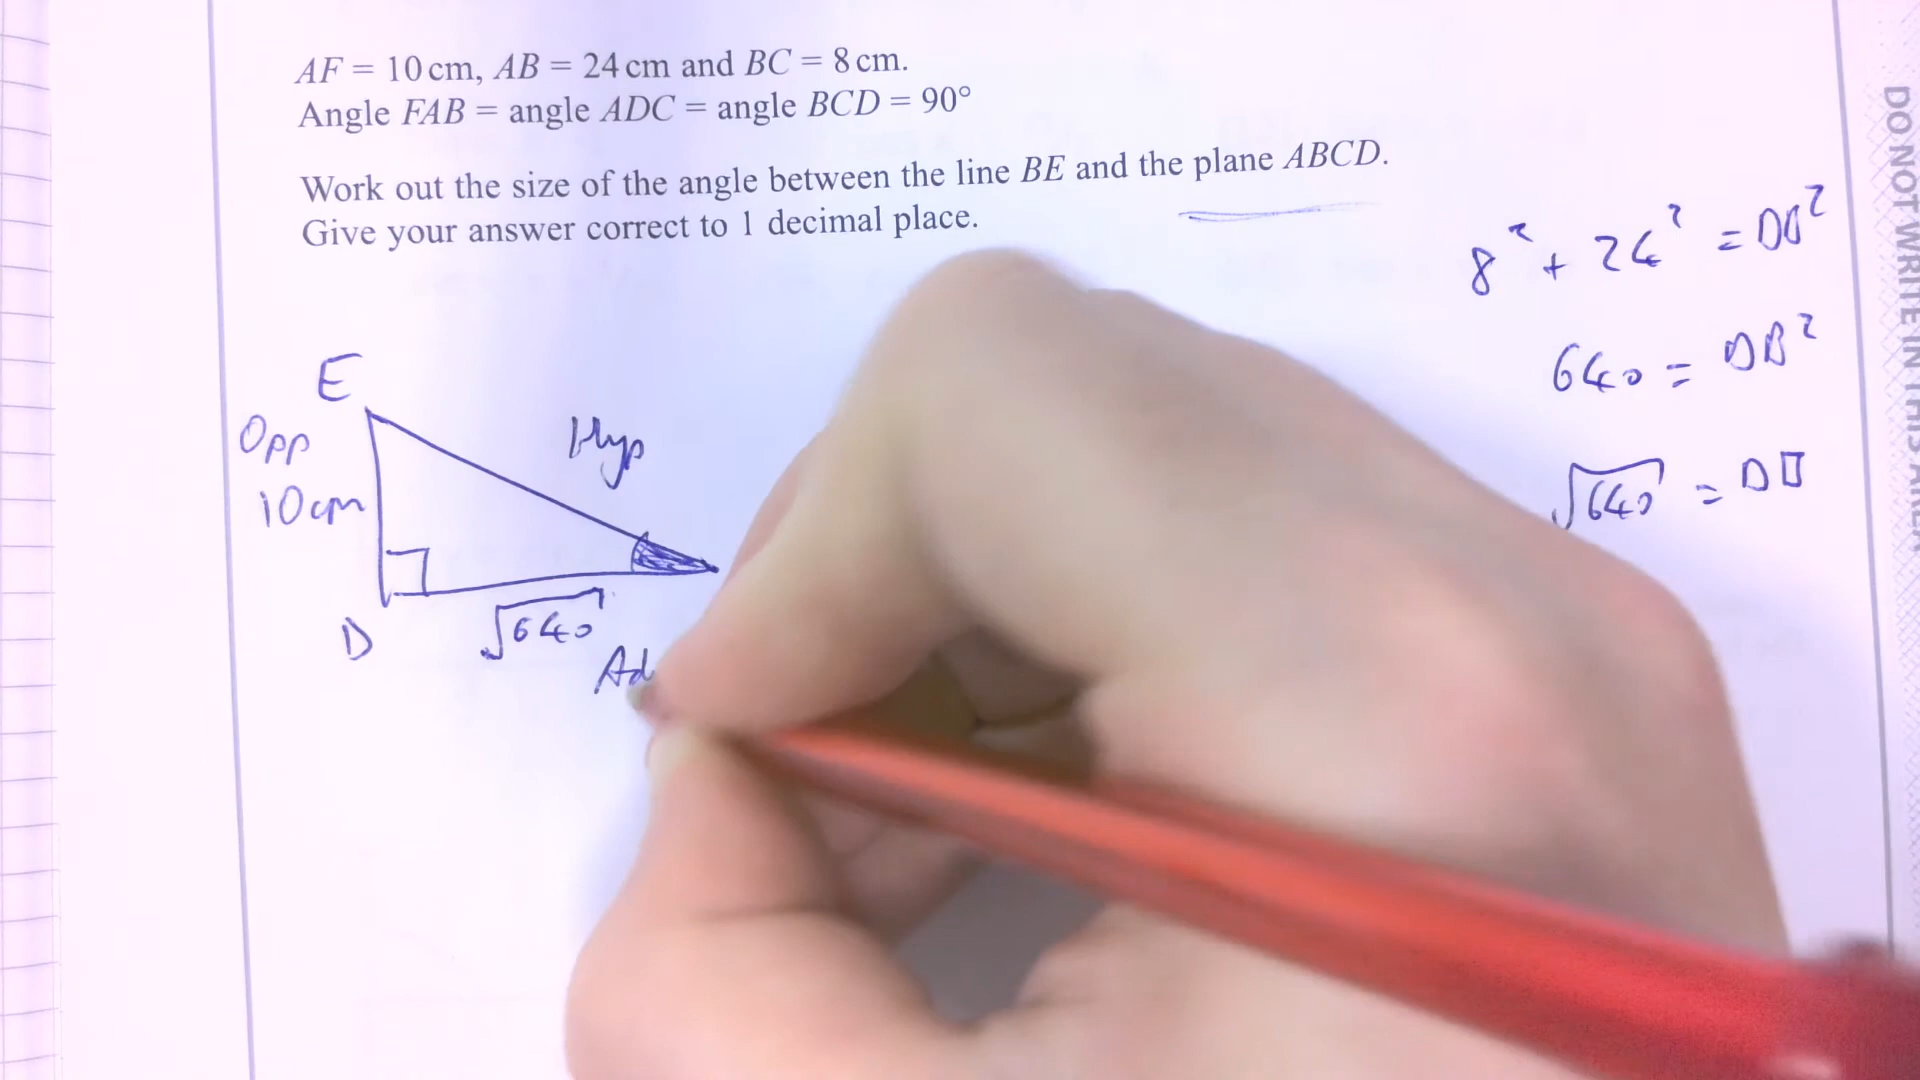 AF = 10 cm, AB = 24 cm and BC = 8 cm.
Angle FAB = angle ADC = angle BCD = 90°
Work out the size of the angle between the line BE and the plane ABCD.
Give your answer correct to 1 decimal place.
8² + 24² = DB²
640 = DB²
√640 = DB
E
Opp
10cm
Hyp
D
√640
Ad
DO NOT WRITE IN THIS AREA